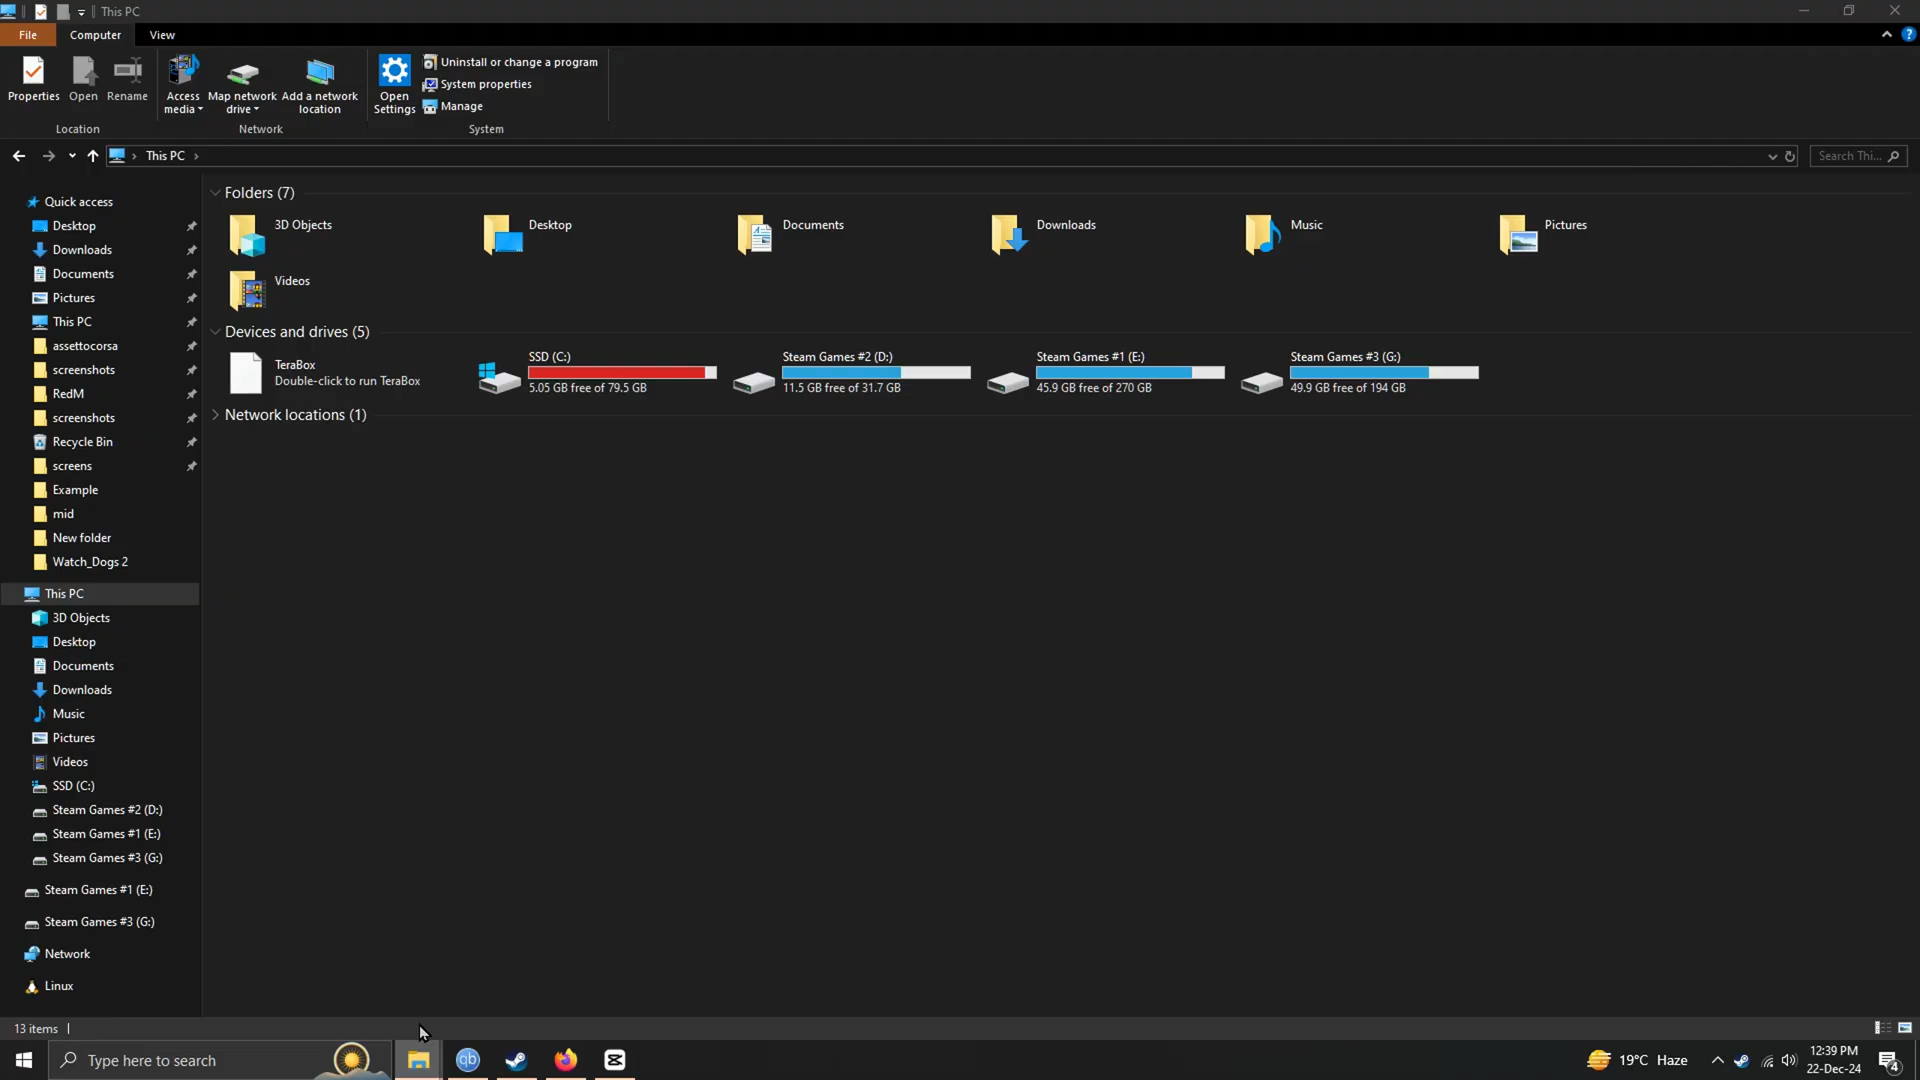 This PC
File
Computer
View
Properties
Open
Rename
Access media
Map network drive
Add a network location
Open Settings
Uninstall or change a program
System properties
Manage
Location
Network
System
This PC
Search Thi...
Quick access
Desktop
Downloads
Documents
Pictures
This PC
assettocorsa
screenshots
RedM
screenshots
Recycle Bin
screens
Example
mid
New folder
Watch_Dogs 2
This PC
3D Objects
Desktop
Documents
Downloads
Music
Pictures
Videos
SSD (C:)
Steam Games #2 (D:)
Steam Games #1 (E:)
Steam Games #3 (G:)
Steam Games #1 (E:)
Steam Games #3 (G:)
Network
Linux
Folders (7)
3D Objects
Desktop
Documents
Downloads
Music
Pictures
Videos
Devices and drives (5)
TeraBox
Double-click to run TeraBox
SSD (C:)
5.05 GB free of 79.5 GB
Steam Games #2 (D:)
11.5 GB free of 31.7 GB
Steam Games #1 (E:)
45.9 GB free of 270 GB
Steam Games #3 (G:)
49.9 GB free of 194 GB
Network locations (1)
13 items
Type here to search
qb
19°C Haze
12:39 PM
22-Dec-24
4